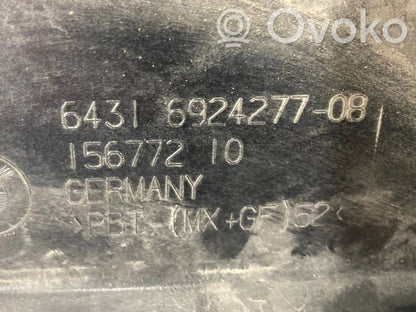 Ovoko
6431 6924277-08
156772 10
GERMANY
>PBT-(MX+GF)52<